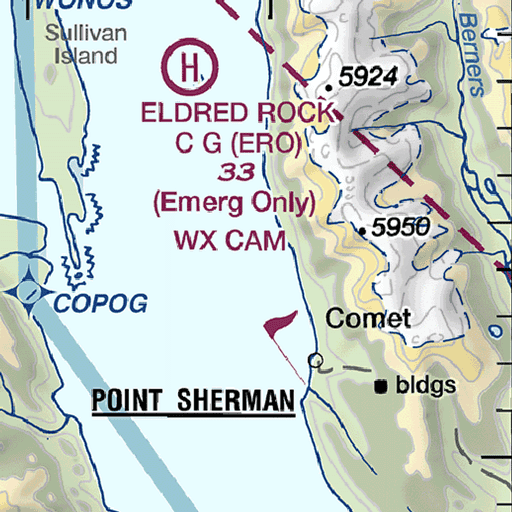 WONOS
Sullivan
Island
Berners
5924
H
ELDRED ROCK
C G (ERO)
33
(Emerg Only)
WX CAM
5950
COPOG
Comet
POINT SHERMAN
bldgs